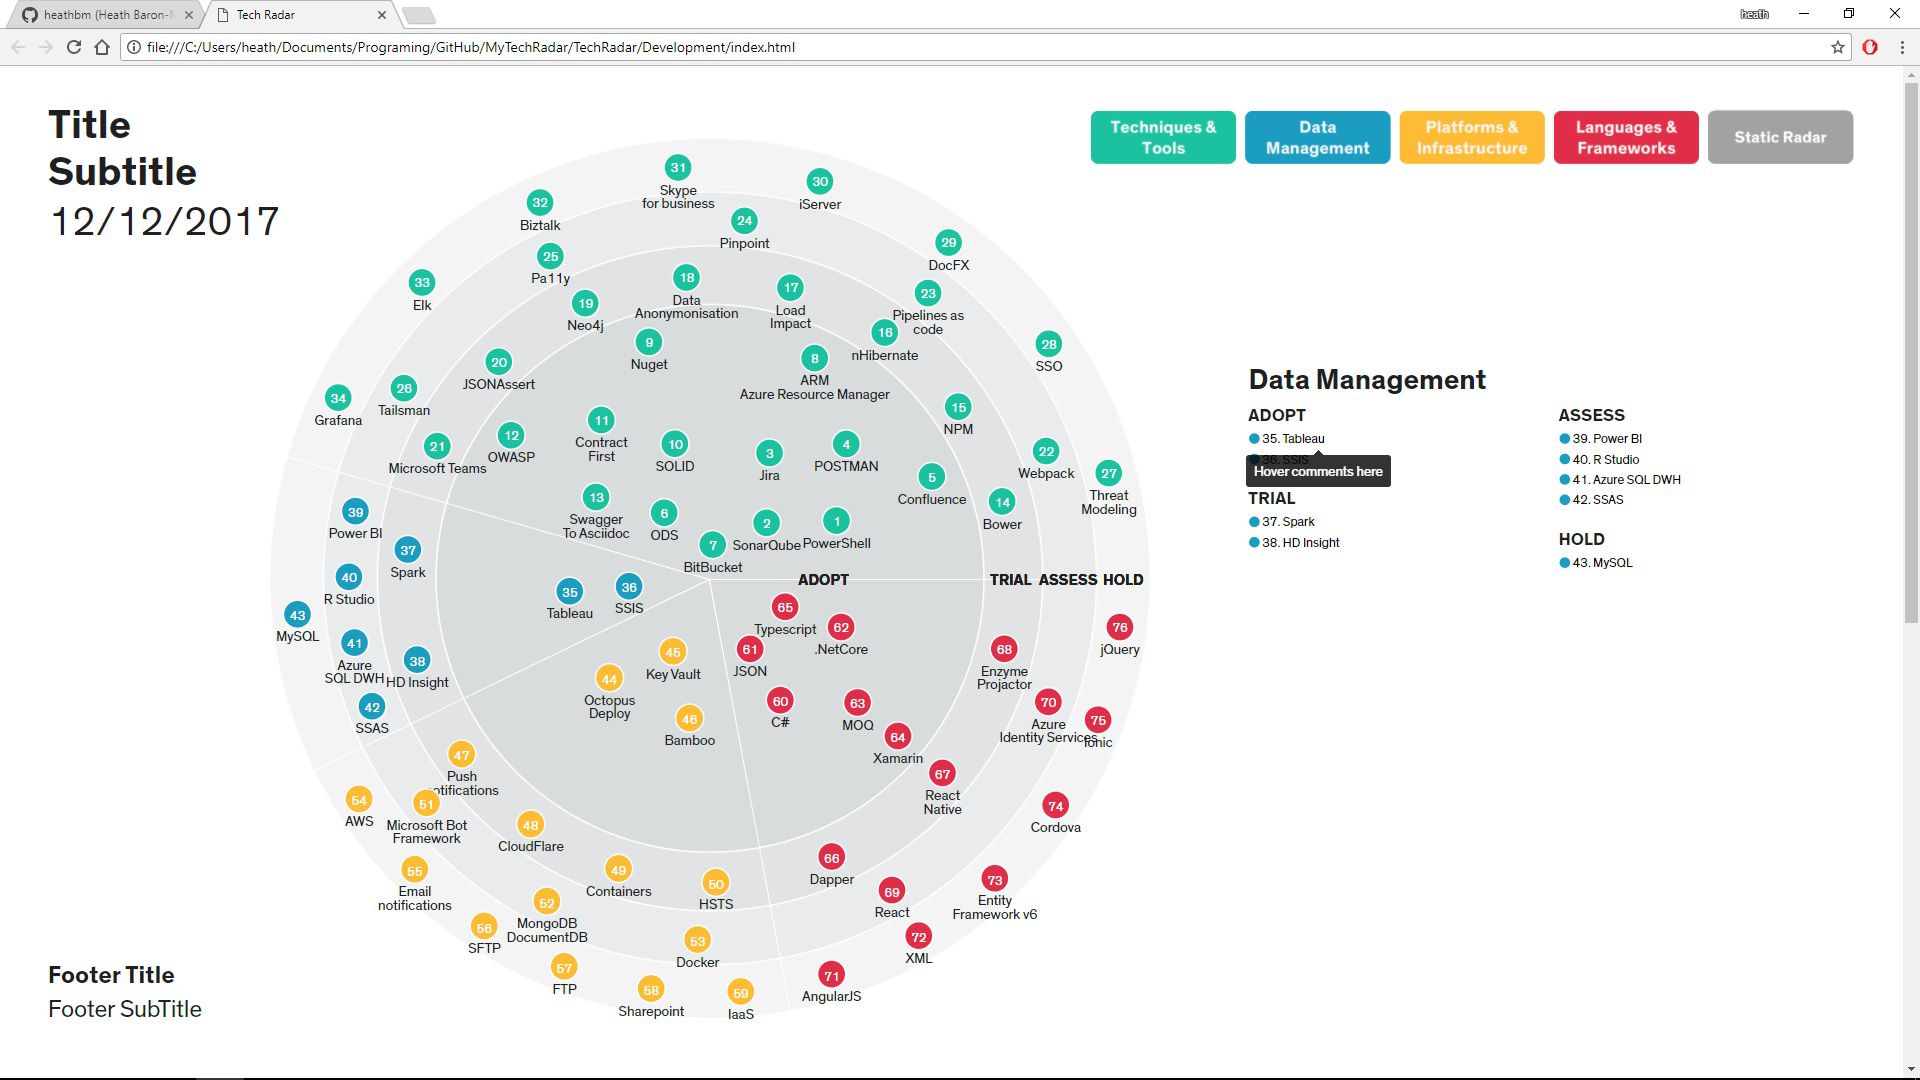 heathbm (Heath Baron-
Tech Radar
heath
file:///C:/Users/heath/Documents/Programing/GitHub/MyTechRadar/TechRadar/Development/index.html
Title
Subtitle
12/12/2017
Techniques &
Tools
Data
Management
Platforms &
Infrastructure
Languages &
Frameworks
Static Radar
31
Skype
for business
30
iServer
32
Biztalk
24
Pinpoint
29
DocFX
25
Pa11y
33
Elk
18
Data
Anonymisation
17
Load
Impact
23
Pipelines as
code
19
Neo4j
16
nHibernate
9
Nuget
28
SSO
20
JSONAssert
8
ARM
Azure Resource Manager
26
Tailsman
34
Grafana
15
NPM
11
Contract
First
12
OWASP
21
Microsoft Teams
10
SOLID
3
Jira
4
POSTMAN
22
Webpack
5
Confluence
27
Threat
Modeling
13
Swagger
To Asciidoc
14
Bower
6
ODS
2
SonarQube
1
PowerShell
7
BitBucket
39
Power BI
37
Spark
40
R Studio
35
Tableau
36
SSIS
43
MySQL
41
Azure
SQL DWH
38
HD Insight
42
SSAS
ADOPT
TRIAL
ASSESS
HOLD
65
Typescript
62
.NetCore
76
jQuery
61
JSON
68
Enzyme
Projactor
45
Key Vault
44
Octopus
Deploy
60
C#
63
MOQ
70
Azure
Identity Services
75
Ionic
46
Bamboo
64
Xamarin
47
Push
notifications
67
React
Native
54
AWS
51
Microsoft Bot
Framework
74
Cordova
48
CloudFlare
66
Dapper
55
Email
notifications
49
Containers
50
HSTS
69
React
73
Entity
Framework v6
52
MongoDB
DocumentDB
56
SFTP
53
Docker
72
XML
57
FTP
71
AngularJS
58
Sharepoint
59
IaaS
Data Management
ADOPT
35. Tableau
36. SSIS
Hover comments here
TRIAL
37. Spark
38. HD Insight
ASSESS
39. Power BI
40. R Studio
41. Azure SQL DWH
42. SSAS
HOLD
43. MySQL
Footer Title
Footer SubTitle